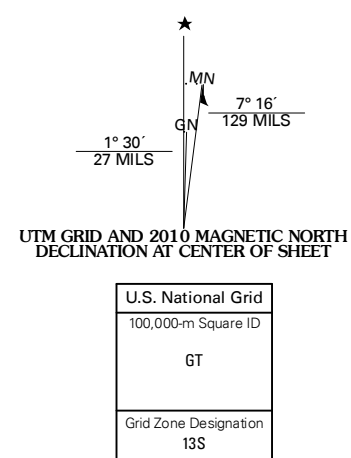 MN
GN
7° 16´
129 MILS
1° 30´
27 MILS
UTM GRID AND 2010 MAGNETIC NORTH
DECLINATION AT CENTER OF SHEET
U.S. National Grid
100,000-m Square ID
GT
Grid Zone Designation
13S